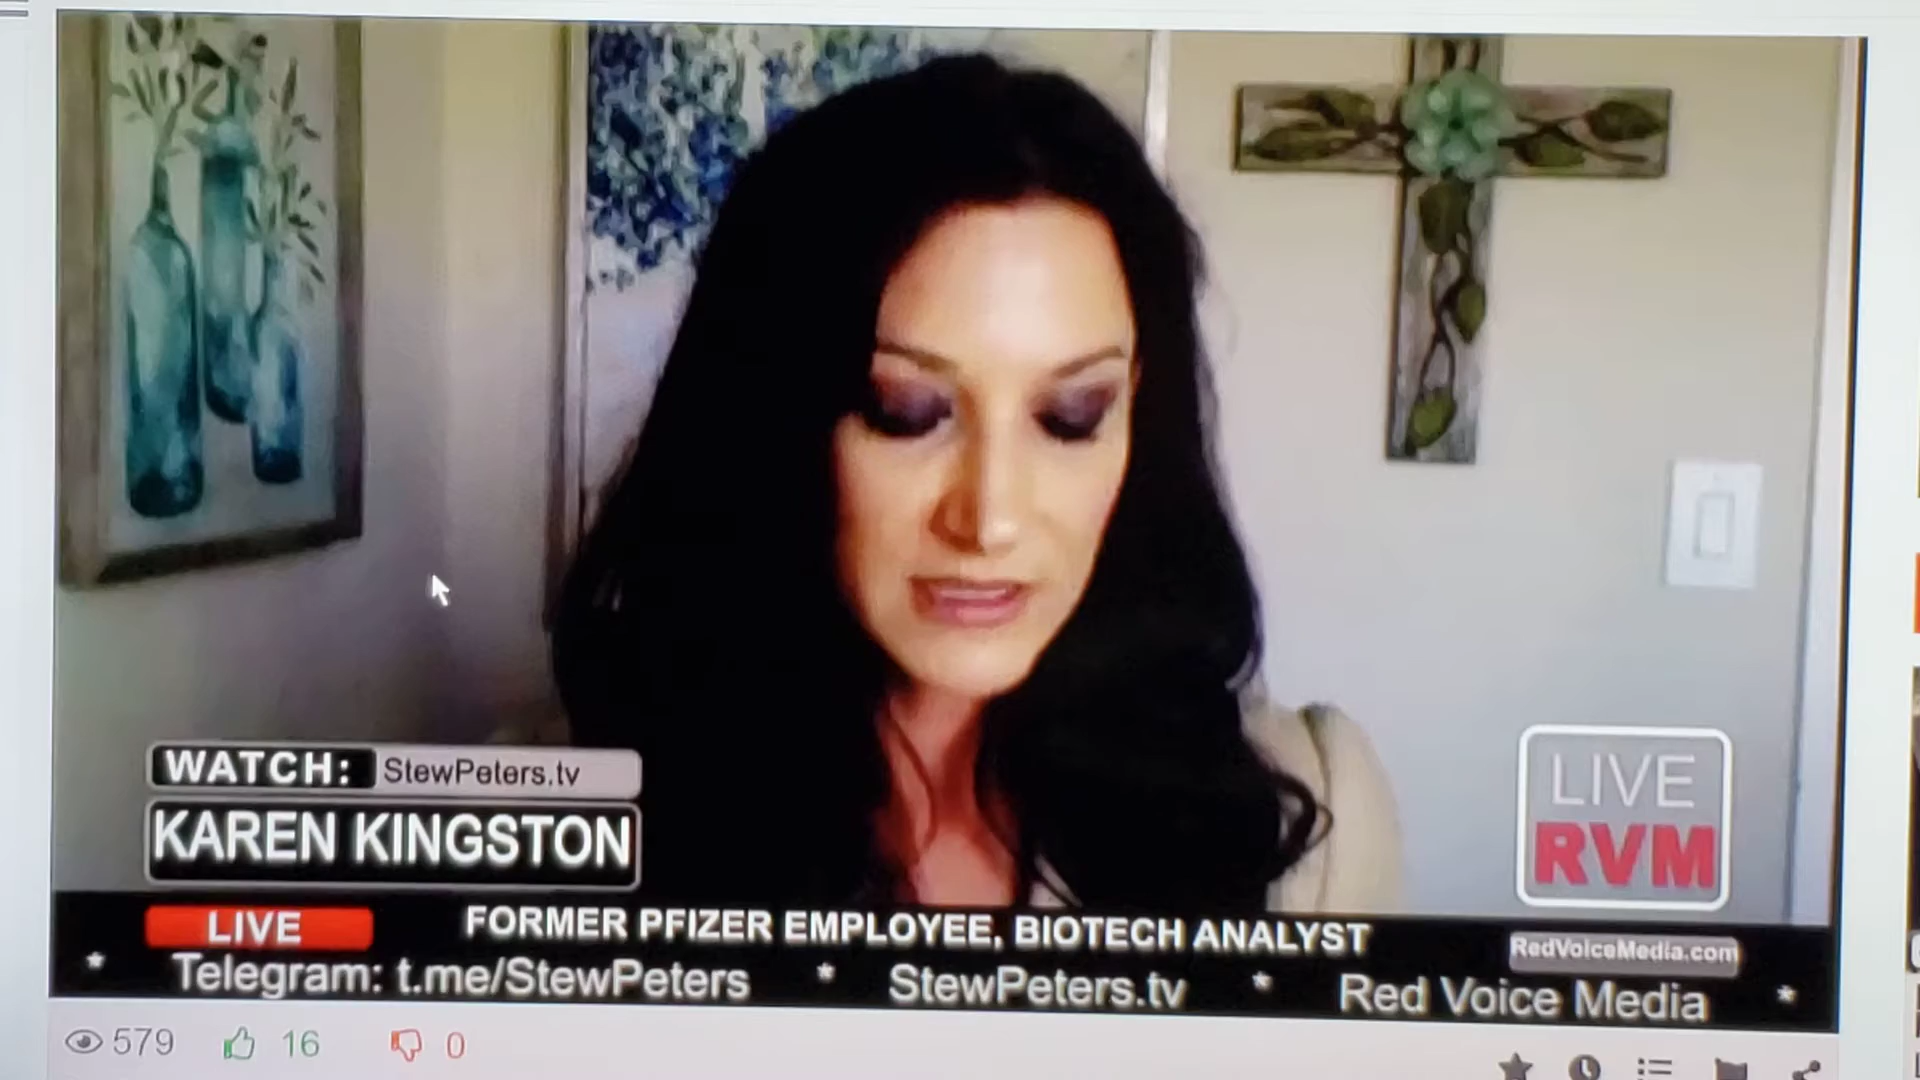 WATCH: StewPeters.tv
KAREN KINGSTON
LIVE
RVM
LIVE FORMER PFIZER EMPLOYEE, BIOTECH ANALYST
RedVoiceMedia.com
* Telegram: t.me/StewPeters * StewPeters.tv * Red Voice Media *
579 16 0